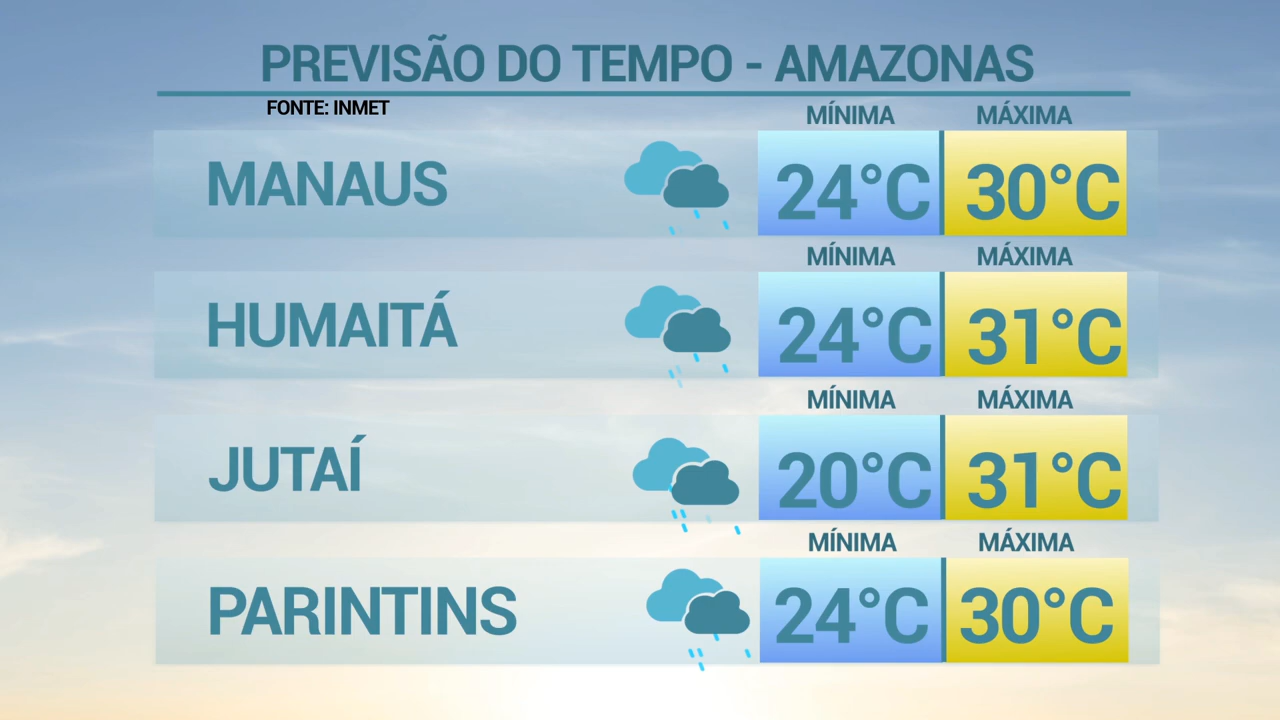 PREVISÃO DO TEMPO - AMAZONAS
FONTE: INMET
MÍNIMA MÁXIMA
MANAUS 24°C 30°C
MÍNIMA MÁXIMA
HUMAITÁ 24°C 31°C
MÍNIMA MÁXIMA
JUTAÍ 20°C 31°C
MÍNIMA MÁXIMA
PARINTINS 24°C 30°C